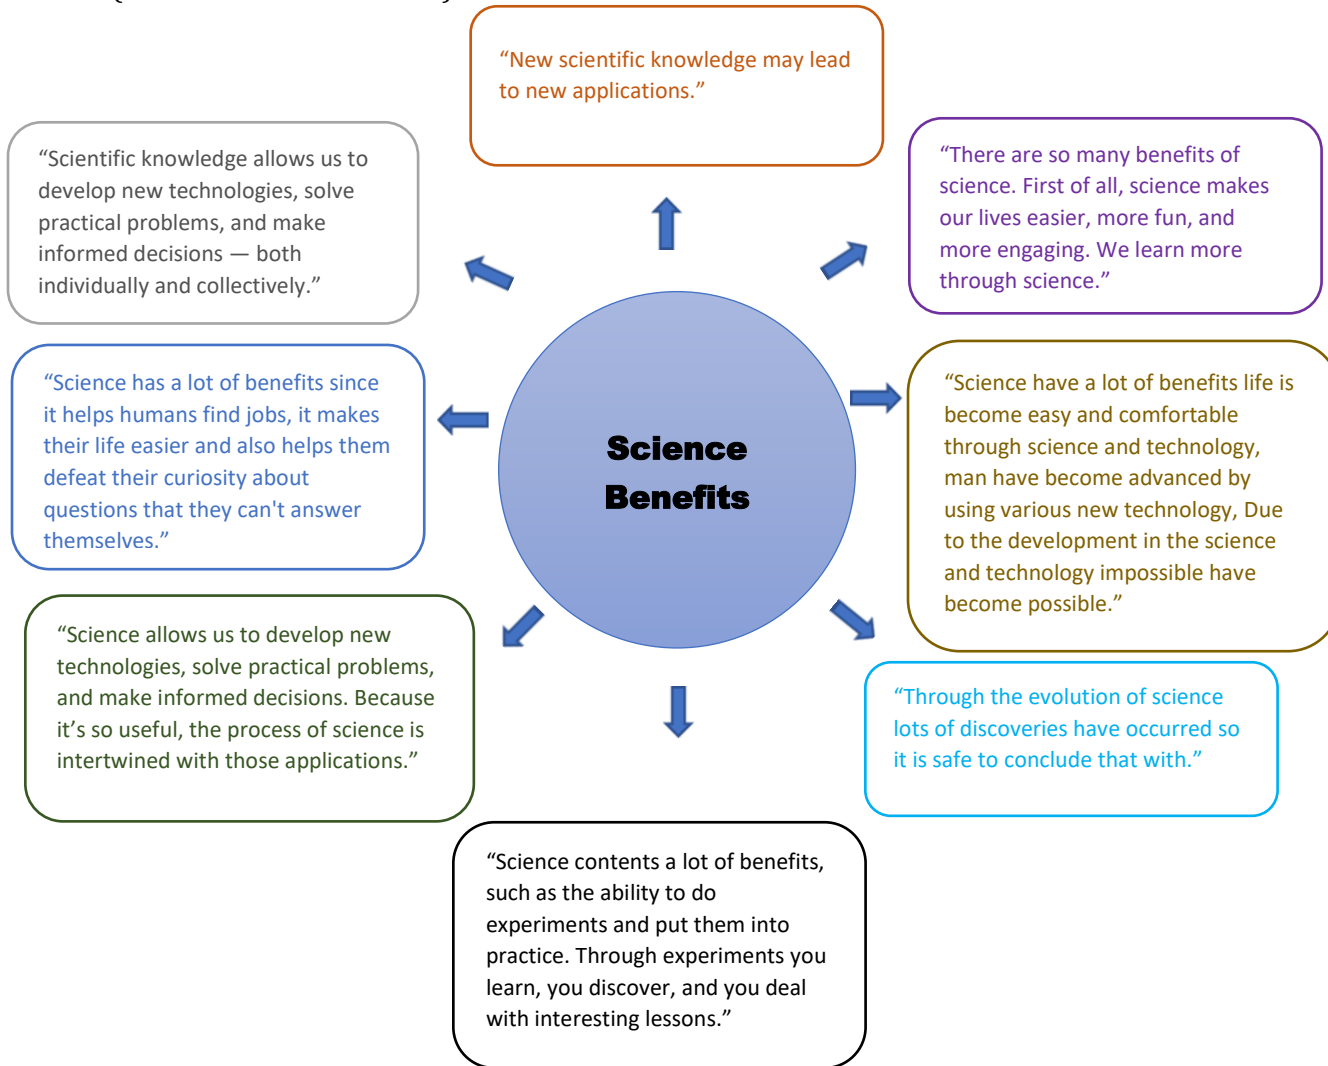 “New scientific knowledge may lead
to new applications.”
“Scientific knowledge allows us to
develop new technologies, solve
practical problems, and make
informed decisions — both
individually and collectively.”
“There are so many benefits of
science. First of all, science makes
our lives easier, more fun, and
more engaging. We learn more
through science.”
“Science has a lot of benefits since
it helps humans find jobs, it makes
their life easier and also helps them
defeat their curiosity about
questions that they can't answer
themselves.”
Science
Benefits
“Science have a lot of benefits life is
become easy and comfortable
through science and technology,
man have become advanced by
using various new technology, Due
to the development in the science
and technology impossible have
become possible.”
“Science allows us to develop new
technologies, solve practical problems,
and make informed decisions. Because
it’s so useful, the process of science is
intertwined with those applications.”
“Through the evolution of science
lots of discoveries have occurred so
it is safe to conclude that with.”
“Science contents a lot of benefits,
such as the ability to do
experiments and put them into
practice. Through experiments you
learn, you discover, and you deal
with interesting lessons.”